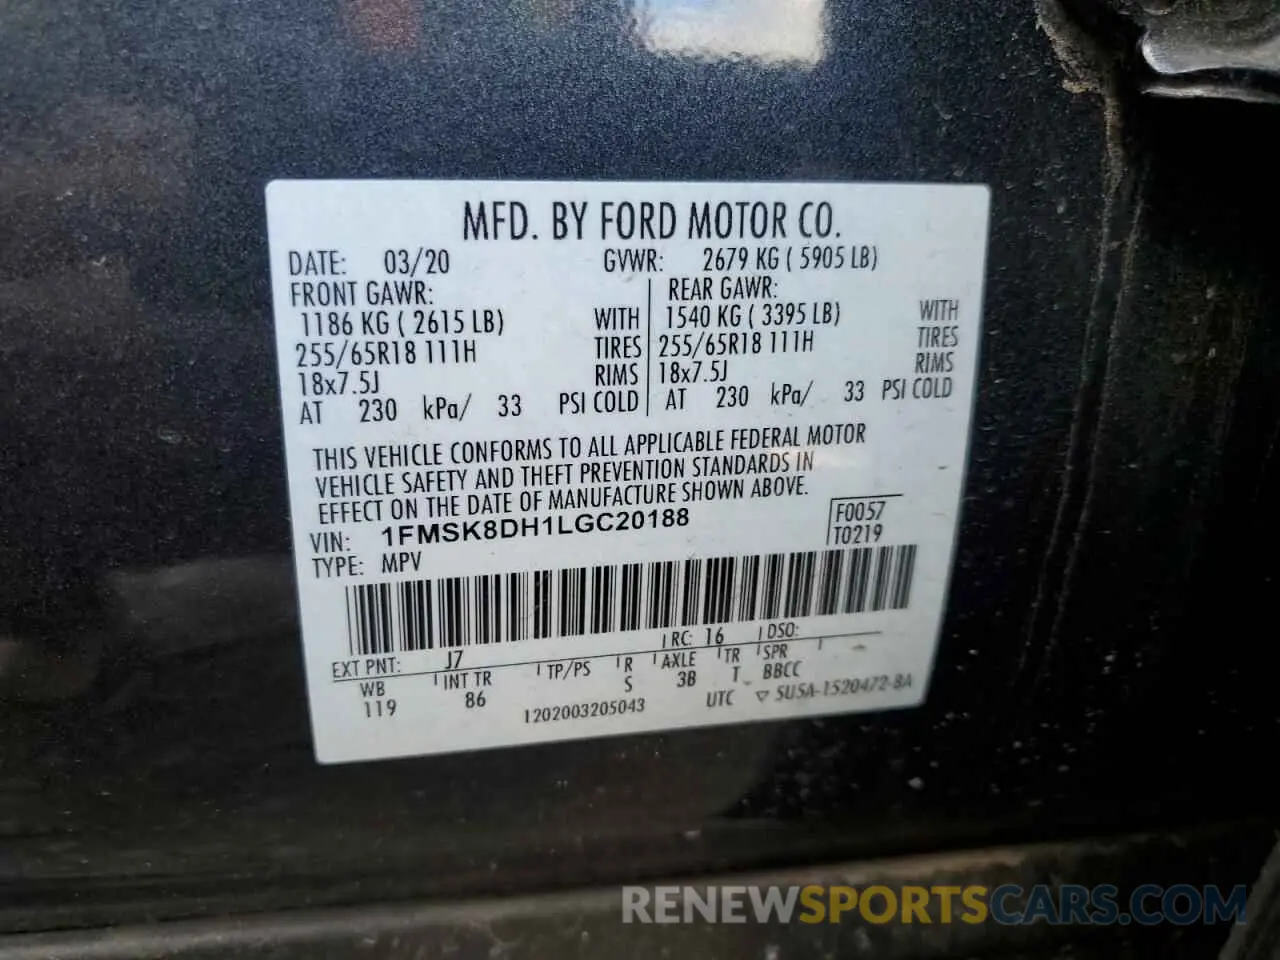 MFD. BY FORD MOTOR CO.
DATE: 03/20 GVWR: 2679 KG ( 5905 LB)
FRONT GAWR: REAR GAWR:
1186 KG ( 2615 LB) WITH 1540 KG ( 3395 LB) WITH
255/65R18 111H TIRES 255/65R18 111H TIRES
18x7.5J RIMS 18x7.5J RIMS
AT 230 kPa/ 33 PSI COLD AT 230 kPa/ 33 PSI COLD
THIS VEHICLE CONFORMS TO ALL APPLICABLE FEDERAL MOTOR
VEHICLE SAFETY AND THEFT PREVENTION STANDARDS IN
EFFECT ON THE DATE OF MANUFACTURE SHOWN ABOVE.
VIN: 1FMSK8DH1LGC20188 F0057
TYPE: MPV T0219
EXT PNT: J7 RC: 16 DSO:
WB INT TR TP/PS R AXLE TR SPR
119 86 S 3B T BBCC
1202003205043 UTC ▽ SU5A-1520472-BA
RENEWSPORTSCARS.COM